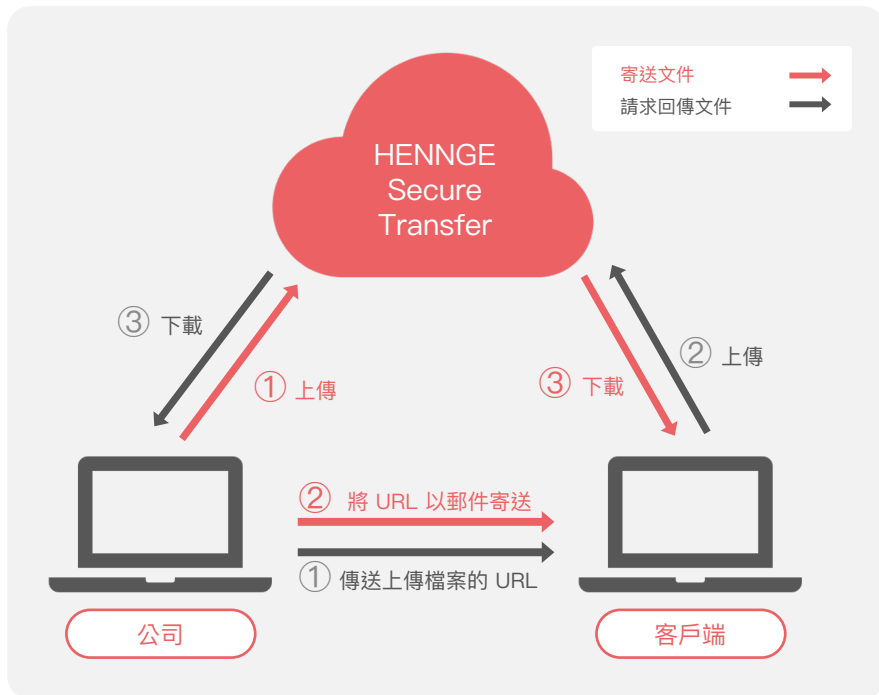 寄送文件
請求回傳文件
HENNGE
Secure
Transfer
③ 下載
① 上傳
② 上傳
③ 下載
② 將 URL 以郵件寄送
① 傳送上傳檔案的 URL
公司
客戶端